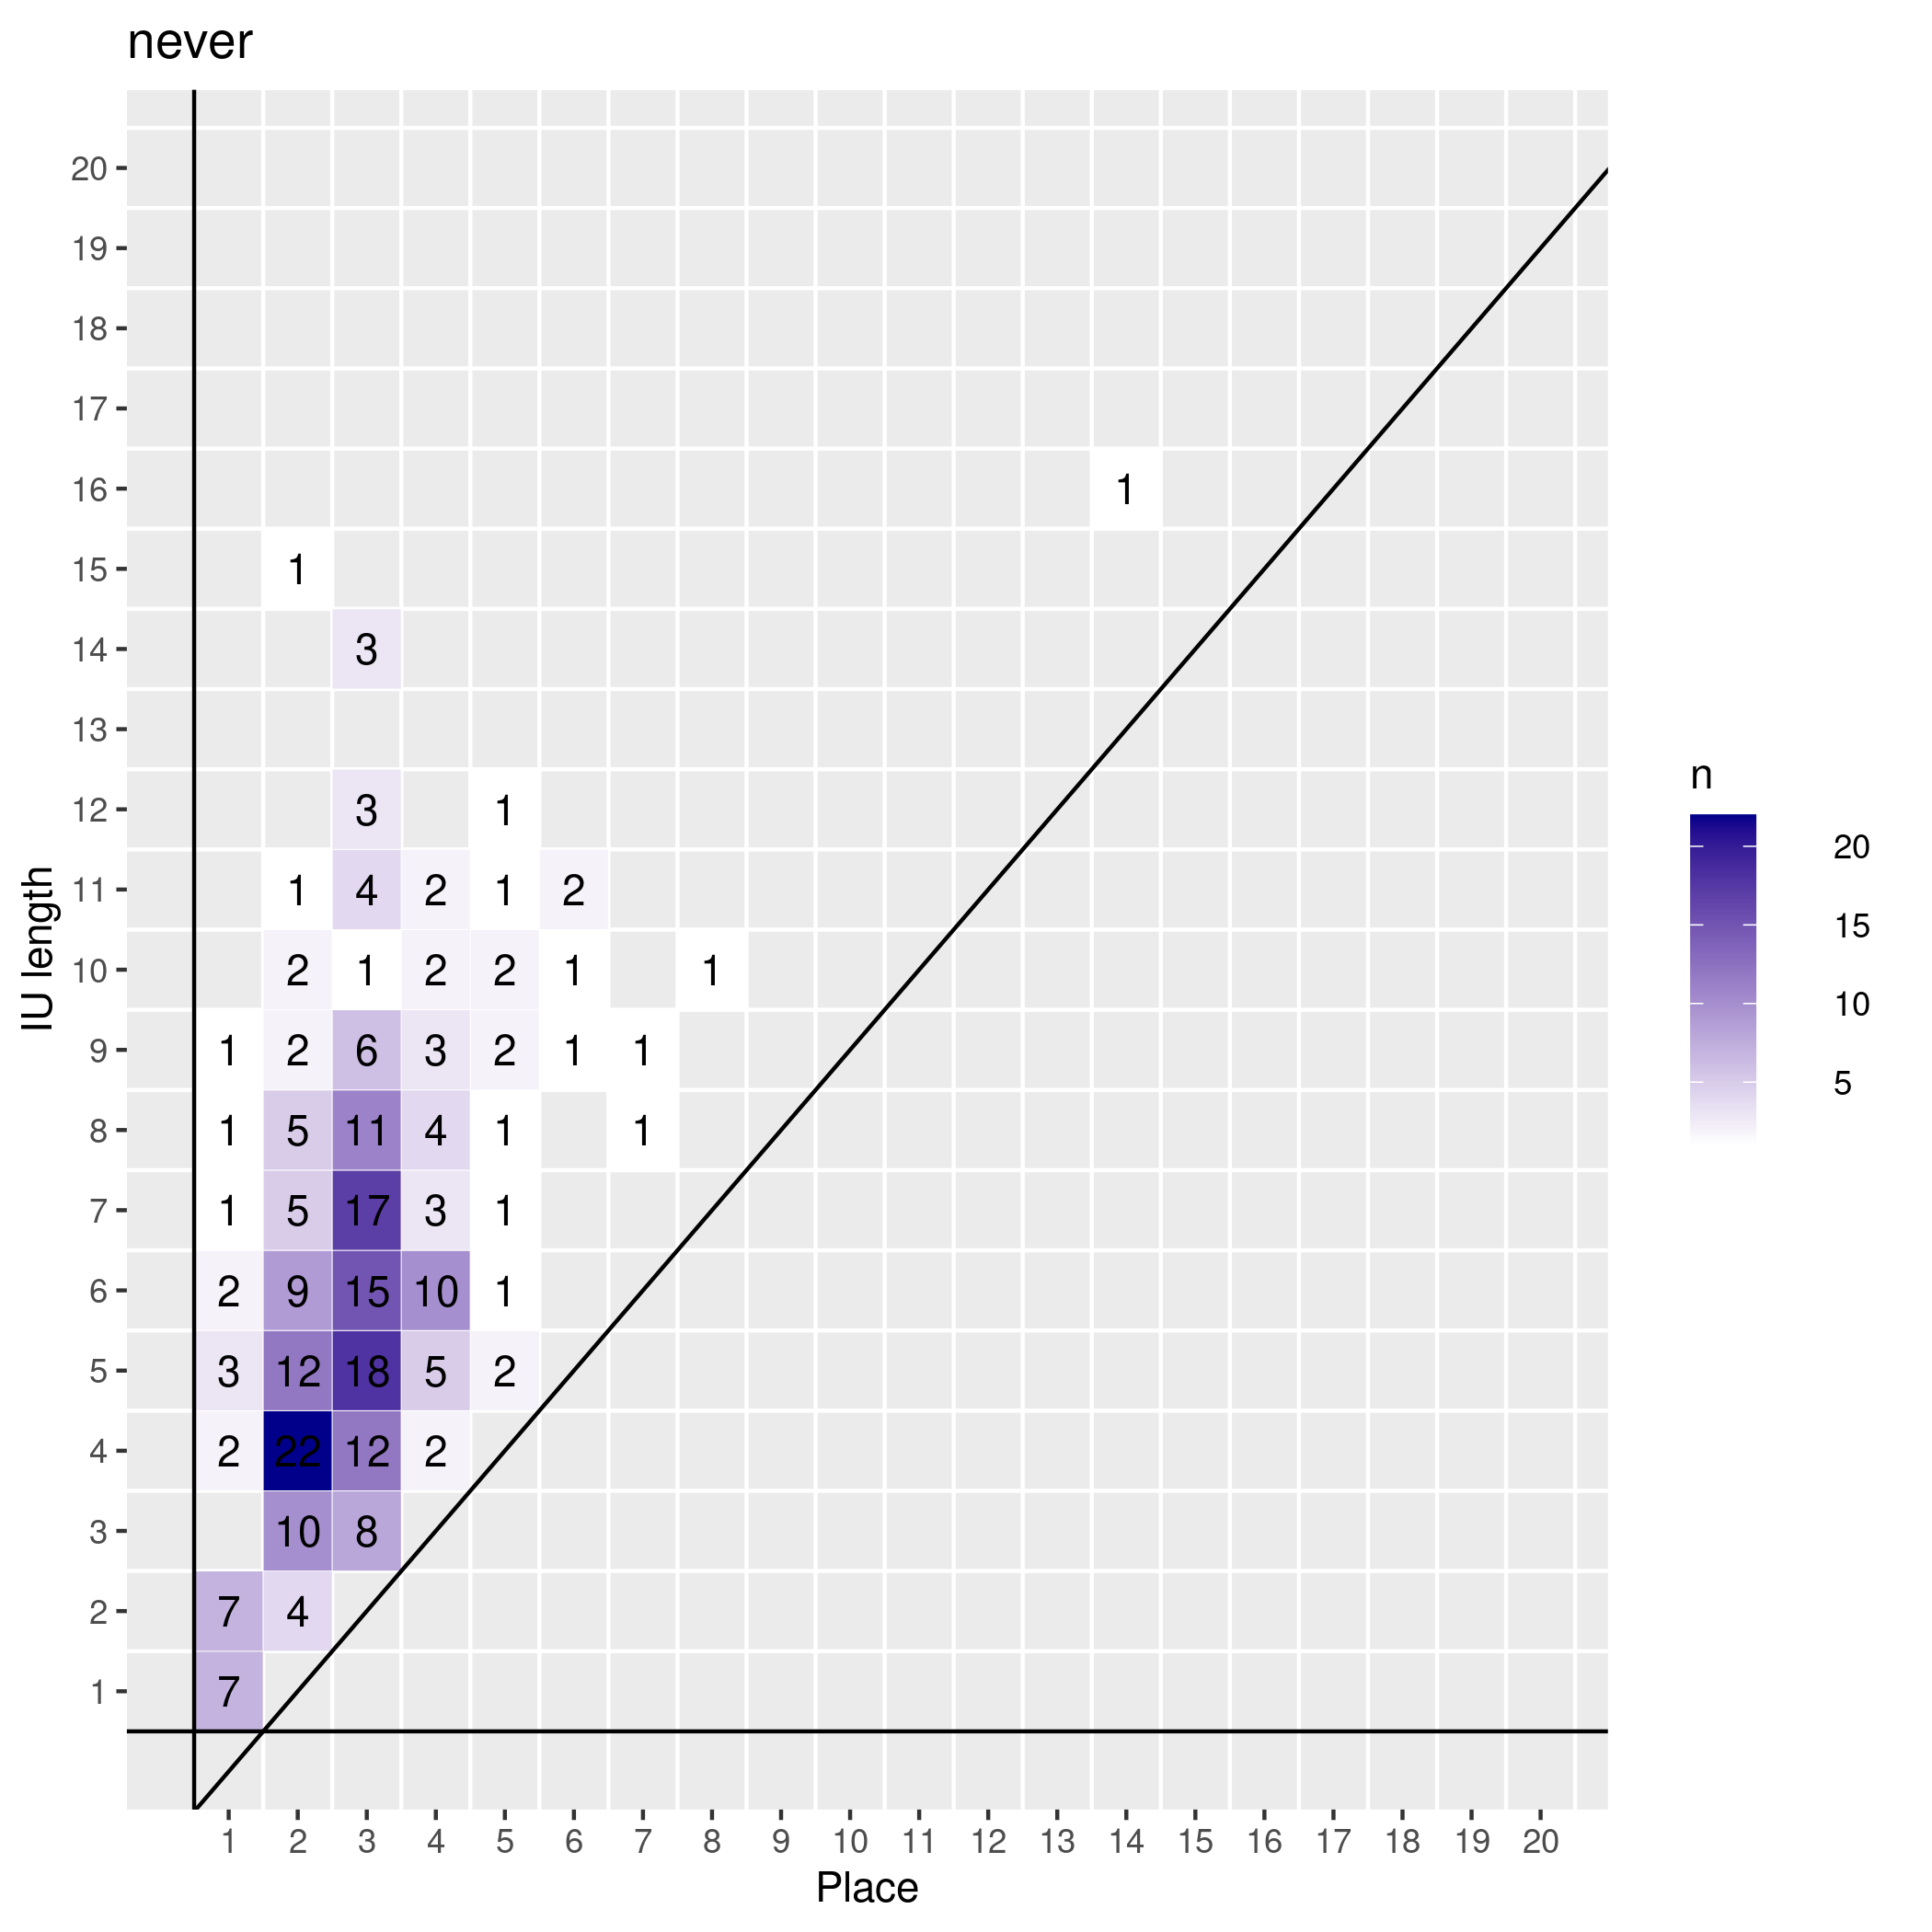 never
20
19
18
17
16 1
15 1
14 3
13
12 3 1
11 1 4 2 1 2
10 2 1 2 2 1 1
9 1 2 6 3 2 1 1
8 1 5 11 4 1 1
7 1 5 17 3 1
6 2 9 15 10 1
5 3 12 18 5 2
4 2 22 12 2
3 10 8
2 7 4
1 7
1 2 3 4 5 6 7 8 9 10 11 12 13 14 15 16 17 18 19 20
Place
IU length
n
20
15
10
5